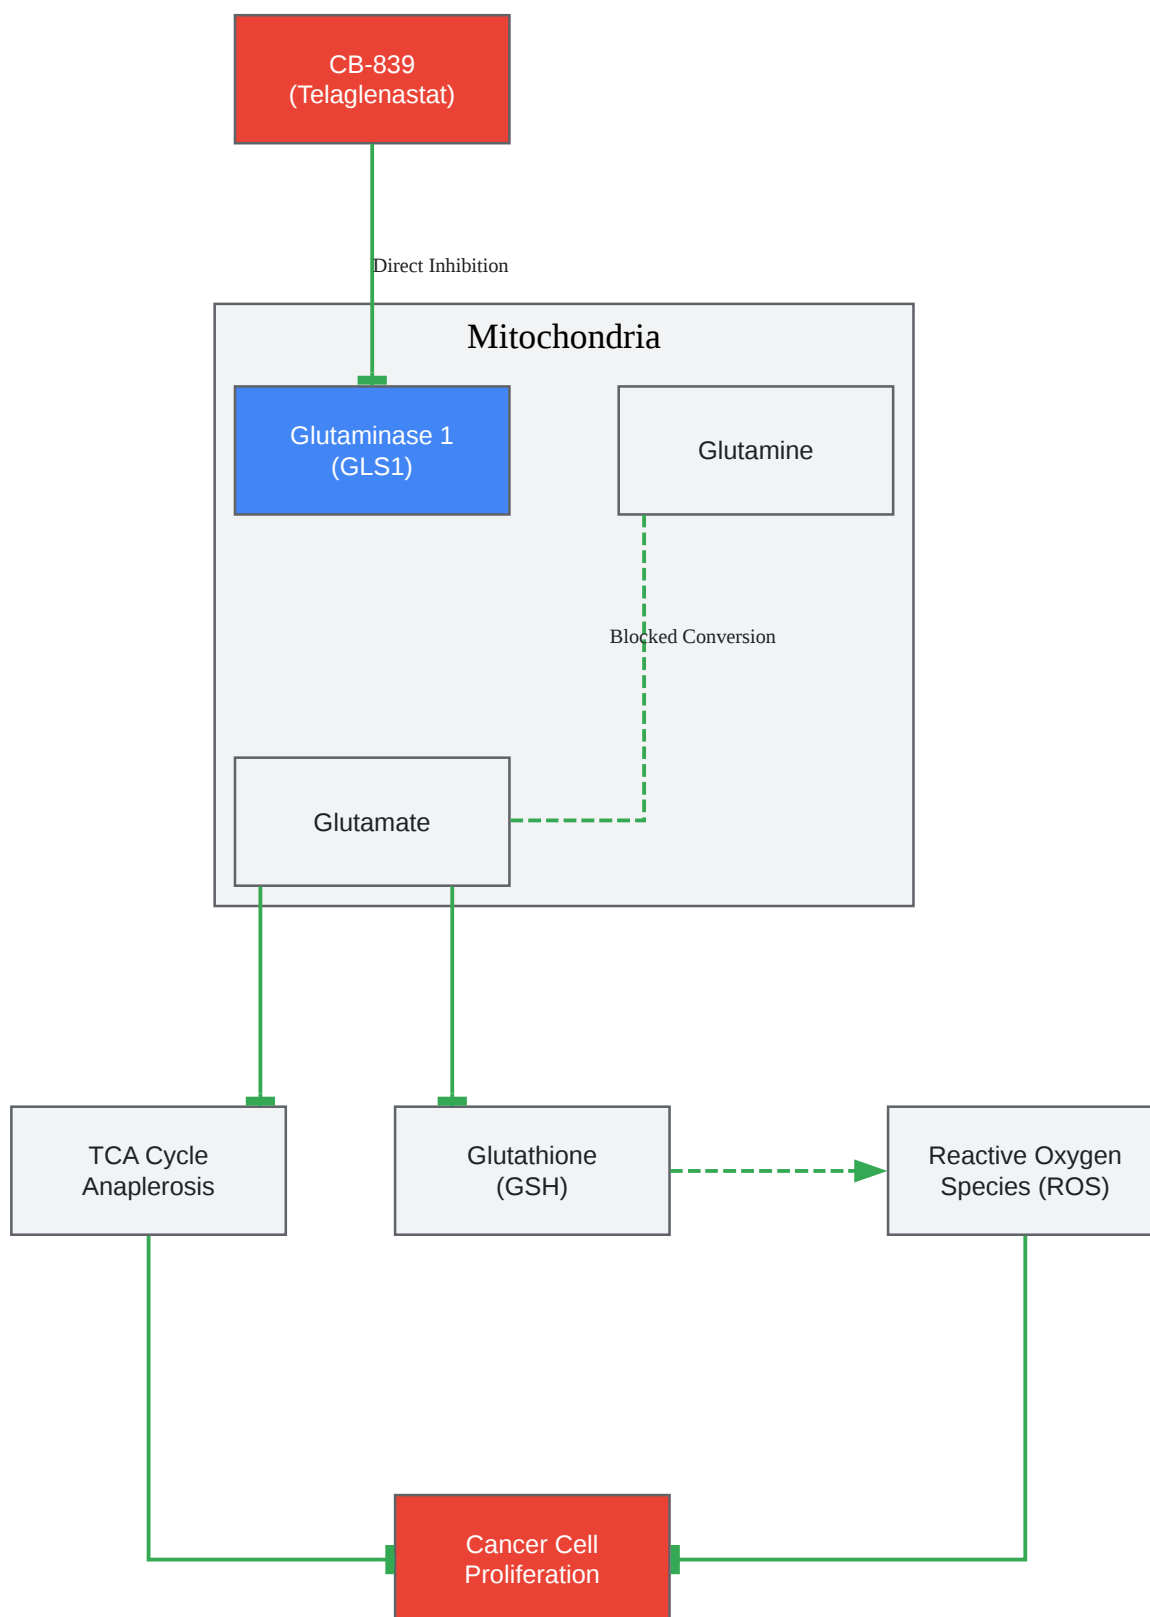 CB-839
(Telaglenastat)
Direct Inhibition
Mitochondria
Glutaminase 1
(GLS1)
Glutamine
Blocked Conversion
Glutamate
TCA Cycle
Anaplerosis
Glutathione
(GSH)
Reactive Oxygen
Species (ROS)
Cancer Cell
Proliferation